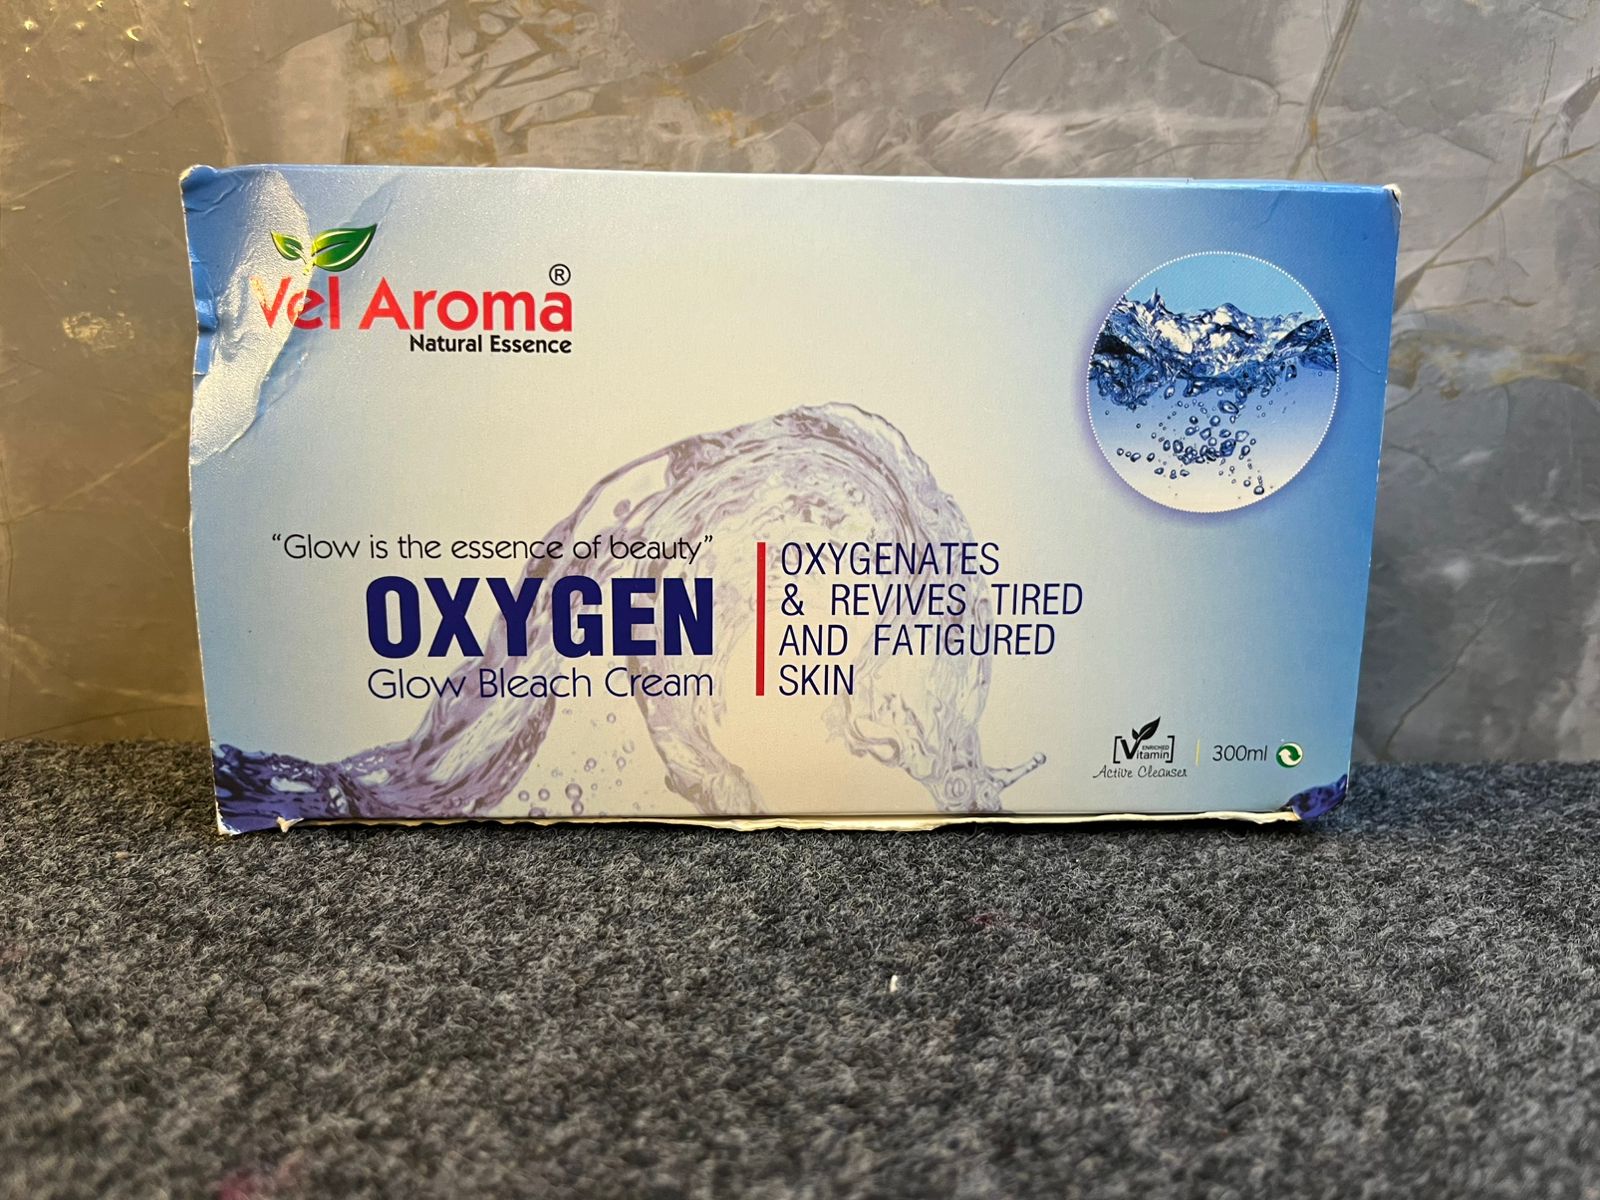 Vel Aroma®
Natural Essence
“Glow is the essence of beauty”
OXYGEN
Glow Bleach Cream
OXYGENATES
& REVIVES TIRED
AND FATIGURED
SKIN
ENRICHED
[Vitamin]
Active Cleanser
300ml